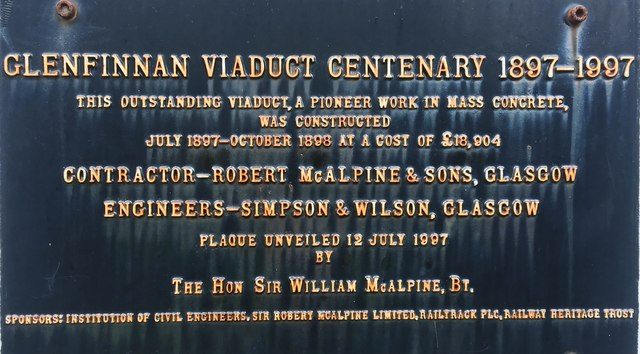 GLENFINNAN VIADUCT CENTENARY 1897–1997
THIS OUTSTANDING VIADUCT, A PIONEER WORK IN MASS CONCRETE,
WAS CONSTRUCTED
JULY 1897–OCTOBER 1898 AT A COST OF £18,904
CONTRACTOR–ROBERT McALPINE & SONS, GLASGOW
ENGINEERS–SIMPSON & WILSON, GLASGOW
PLAQUE UNVEILED 12 JULY 1997
BY
THE HON SIR WILLIAM McALPINE, BT.
SPONSORS: INSTITUTION OF CIVIL ENGINEERS, SIR ROBERT McALPINE LIMITED, RAILTRACK PLC, RAILWAY HERITAGE TRUST